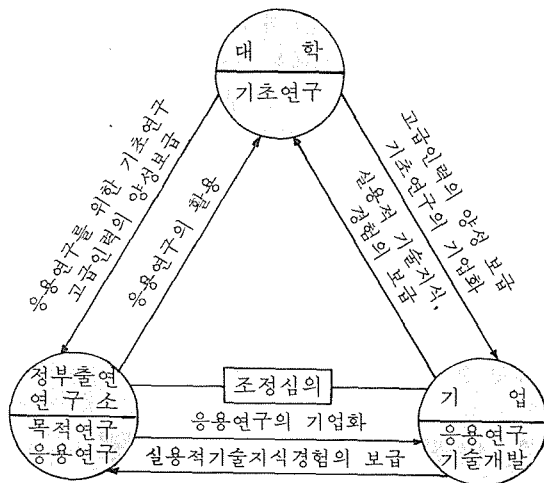 대 학
기초연구
응용연구를 위한 기초연구
고급인력의 양성보급
응용연구의 활용
실용적 기술지식,
경험의 보급
고급인력의 양성 보급
기초연구의 기업화
정부출연
연 구 소
목적연구
응용연구
조정심의
응용연구의 기업화
실용적기술지식경험의 보급
기 업
응용연구
기술개발